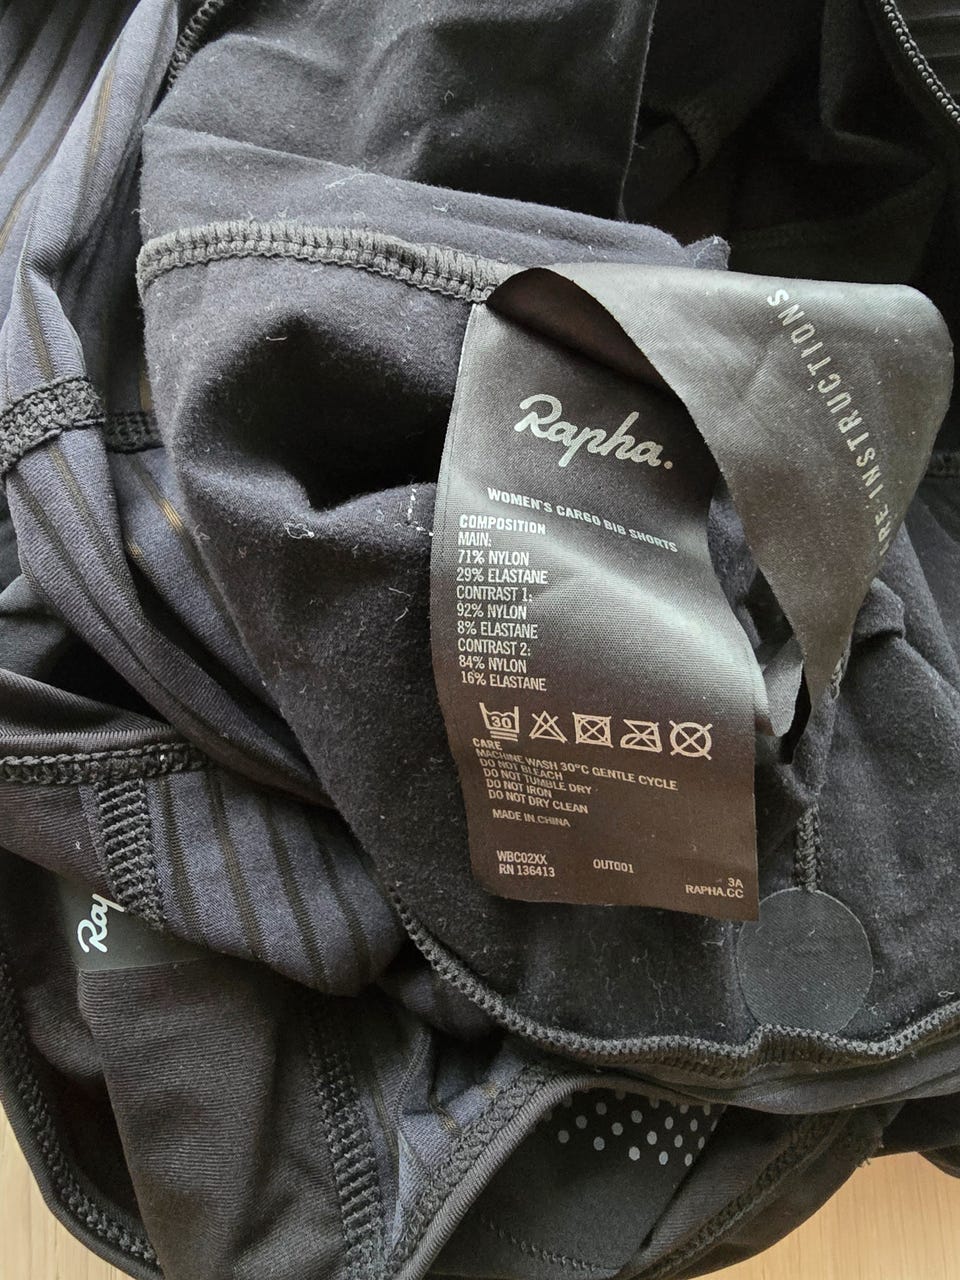 INSTRUCTIONS
Rapha.
WOMEN'S CARGO BIB SHORTS
COMPOSITION
MAIN:
71% NYLON
29% ELASTANE
CONTRAST 1:
92% NYLON
8% ELASTANE
CONTRAST 2:
84% NYLON
16% ELASTANE
30
CARE
MACHINE WASH 30°C GENTLE CYCLE
DO NOT BLEACH
DO NOT TUMBLE DRY
DO NOT IRON
DO NOT DRY CLEAN
MADE IN CHINA
WBC02XX OUT001
RN 136413
3A
RAPHA.CC